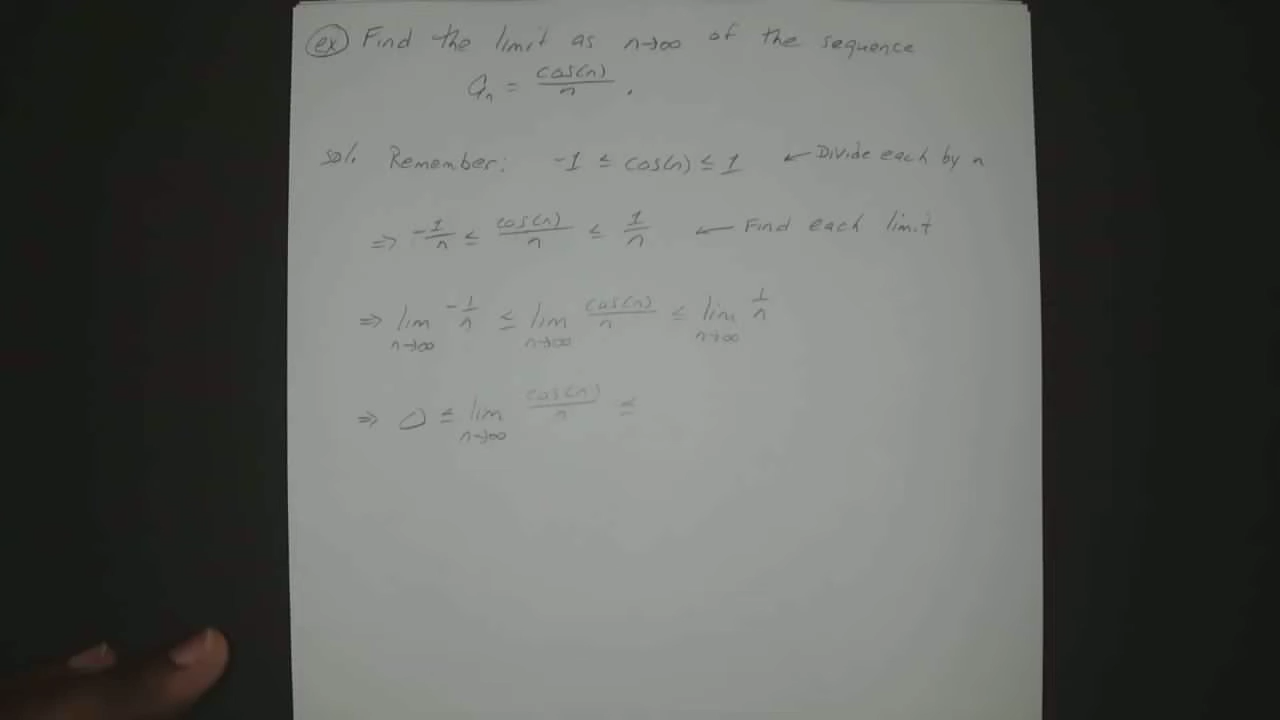 ex Find the limit as n→∞ of the sequence
aₙ = cos(n)/n .
sol. Remember: -1 ≤ cos(n) ≤ 1 ← Divide each by n
⇒ -1/n ≤ cos(n)/n ≤ 1/n ← Find each limit
⇒ lim n→∞ -1/n ≤ lim n→∞ cos(n)/n ≤ lim n→∞ 1/n
⇒ 0 ≤ lim n→∞ cos(n)/n ≤